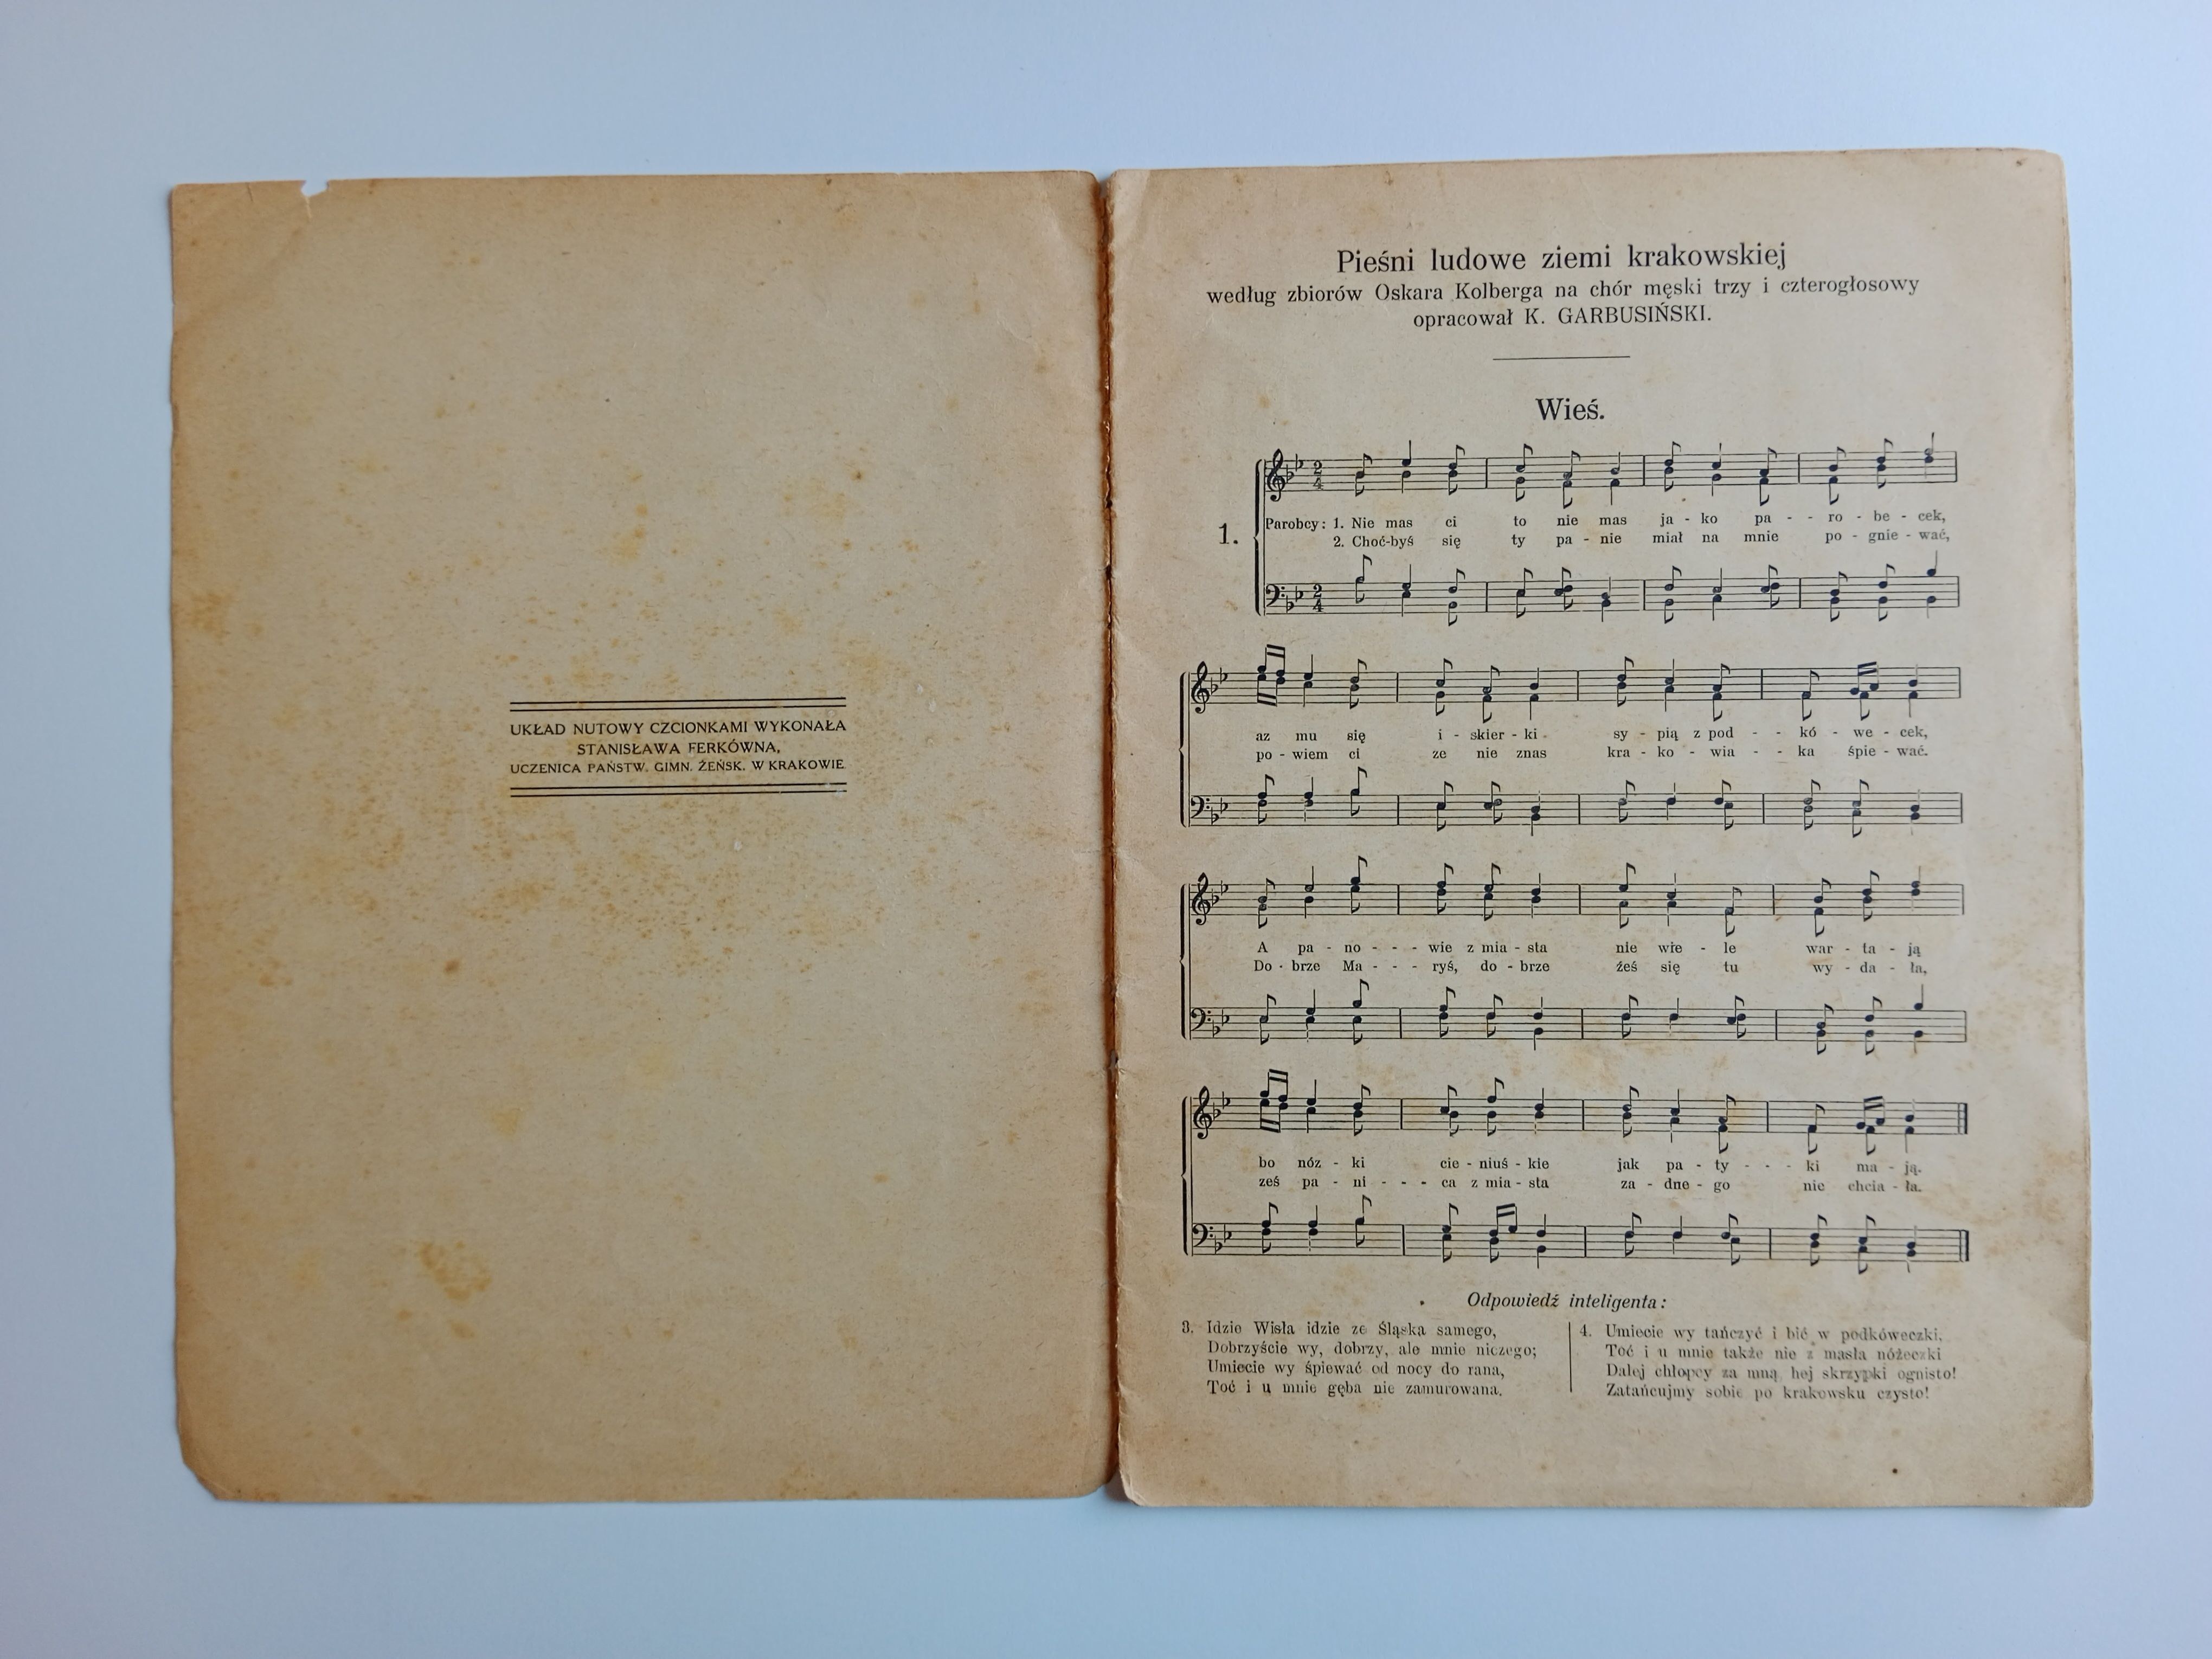 UKŁAD NUTOWY CZCIONKAMI WYKONAŁA
STANISŁAWA FERKÓWNA,
UCZENICA PAŃSTW. GIMN. ŻEŃSK. W KRAKOWIE
Pieśni ludowe ziemi krakowskiej
według zbiorów Oskara Kolberga na chór męski trzy i czterogłosowy
opracował K. GARBUSIŃSKI.
Wieś.
1.
Parobcy: 1. Nie mas ci to nie mas ja - ko pa - - ro - be - cek,
2. Choć-byś się ty pa - nie miał na mnie po - gnie - wać,
az mu się i - skier - ki - sy - pią z pod - - kó - we - cek,
po - wiem ci ze nie znas kra - ko - wia - - ka śpie - wać.
A pa - no - - - wie z mia - sta nie wie - le war - ta - ją
Do - brze Ma - - - ryś, do - brze żeś się tu wy - da - ła,
bo nóz - ki cie - niuś - kie jak pa - ty - - - ki ma - ją.
ześ pa - ni - - - ca z mia - sta za - dne - go nie chcia - ła.
Odpowiedź inteligenta:
3. Idzie Wisła idzie ze Śląska samego,
Dobrzyście wy, dobrzy, ale mnie niczego;
Umiecie wy śpiewać od nocy do rana,
Toć i u mnie gęba nie zamurowana.
4. Umiecie wy tańczyć i bić w podkóweczki,
Toć i u mnie także nie z masła nóżeczki
Dalej chłopcy za mną, hej skrzypki ognisto!
Zatańcujmy sobie po krakowsku czysto!